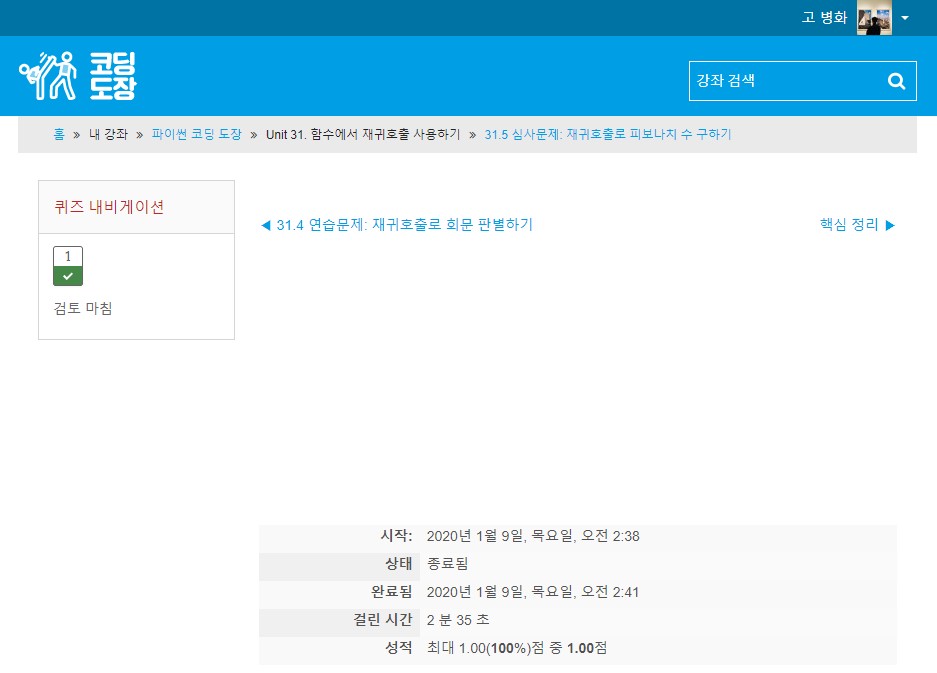 고 병화
코딩
도장
강좌 검색
홈 » 내 강좌 » 파이썬 코딩 도장 » Unit 31. 함수에서 재귀호출 사용하기 » 31.5 심사문제: 재귀호출로 피보나치 수 구하기
퀴즈 내비게이션
1
검토 마침
◀ 31.4 연습문제: 재귀호출로 회문 판별하기
핵심 정리 ▶
시작: 2020년 1월 9일, 목요일, 오전 2:38
상태 종료됨
완료됨 2020년 1월 9일, 목요일, 오전 2:41
걸린 시간 2 분 35 초
성적 최대 1.00(100%)점 중 1.00점